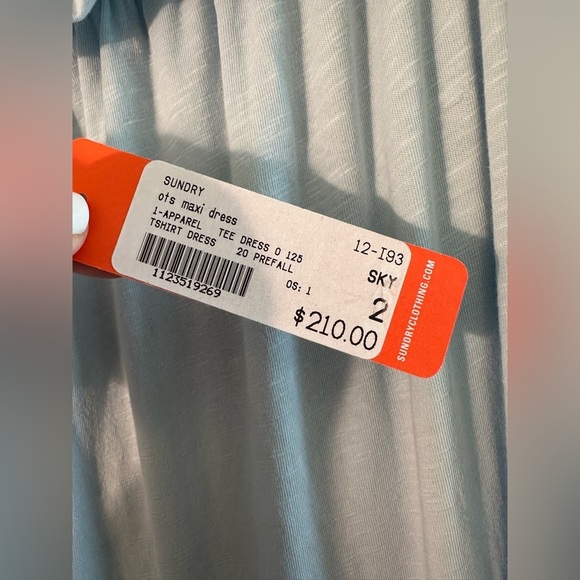 SUNDRY
ots maxi dress
1-APPAREL TEE DRESS 0 125
TSHIRT DRESS 20 PREFALL
1123519269
OS: 1
12-I93
SKY
2
$210.00
SUNDRYCLOTHING.COM